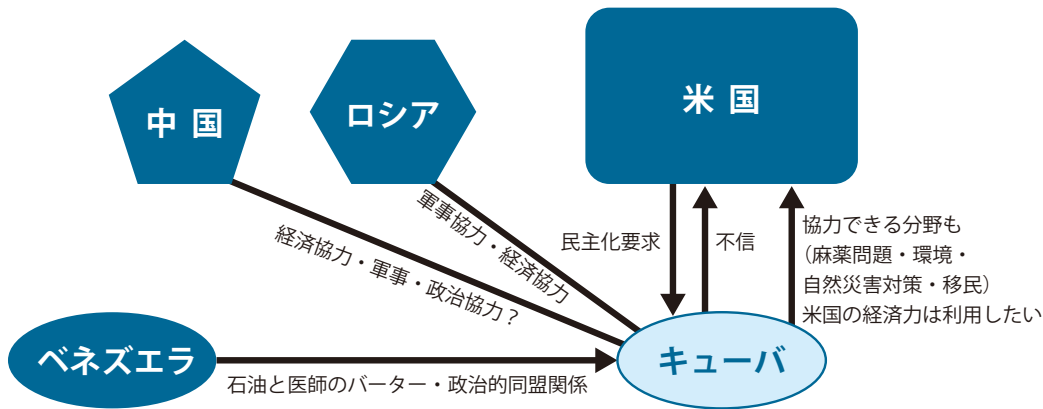 中国
ロシア
米国
軍事協力・経済協力
経済協力・軍事・政治協力？
民主化要求
不信
協力できる分野も
（麻薬問題・環境・
自然災害対策・移民）
米国の経済力は利用したい
ベネズエラ
キューバ
石油と医師のバーター・政治的同盟関係